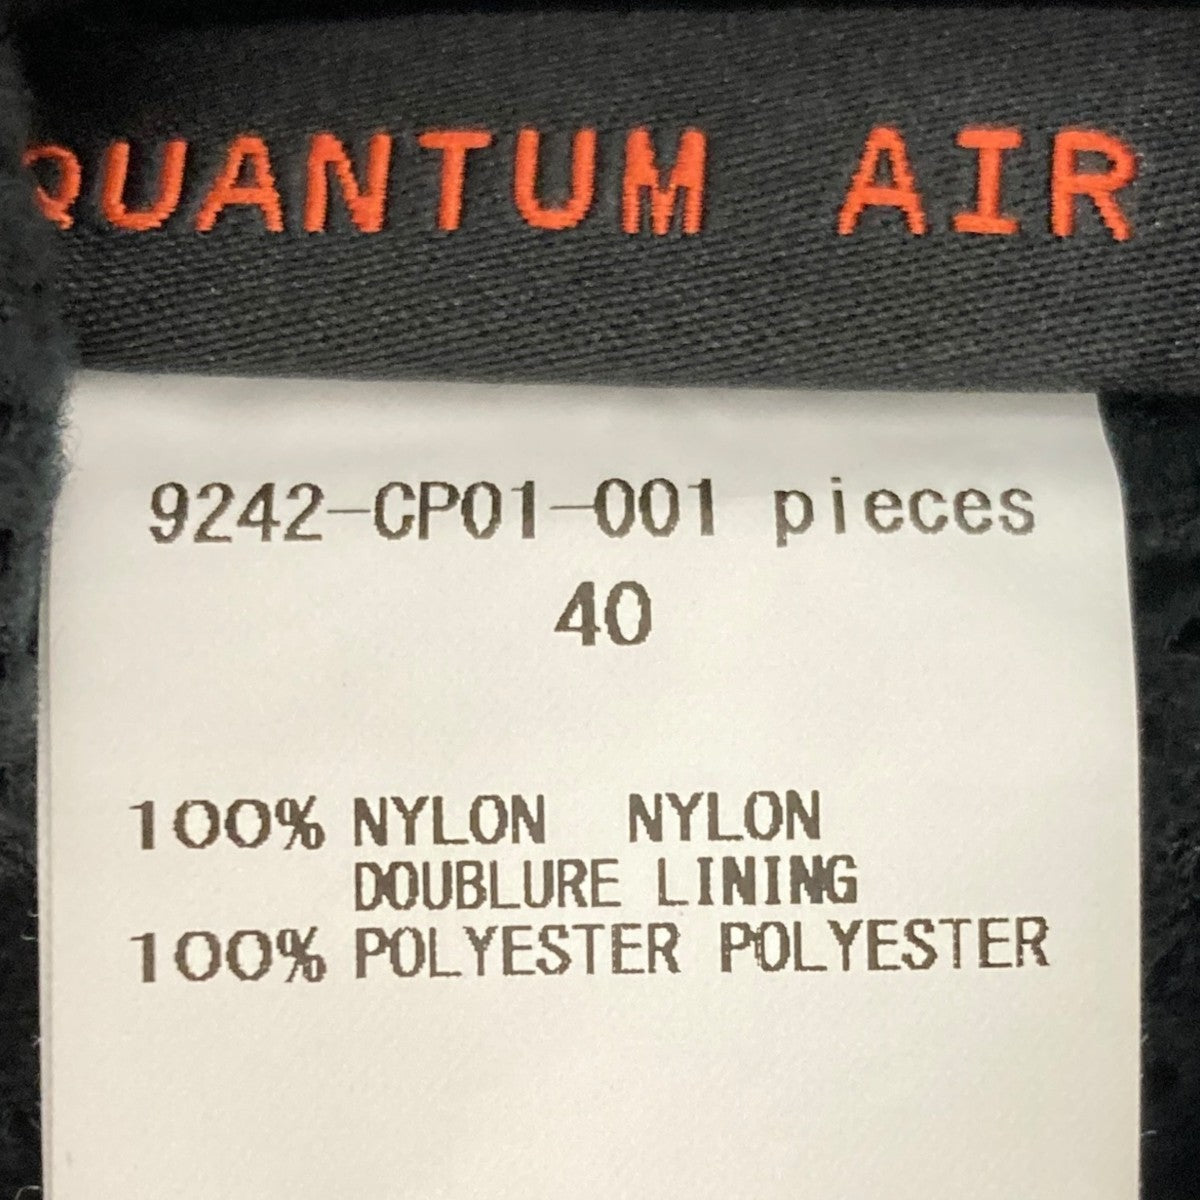 QUANTUM AIR
9242-CP01-001 pieces
40
100% NYLON NYLON
DOUBLURE LINING
100% POLYESTER POLYESTER